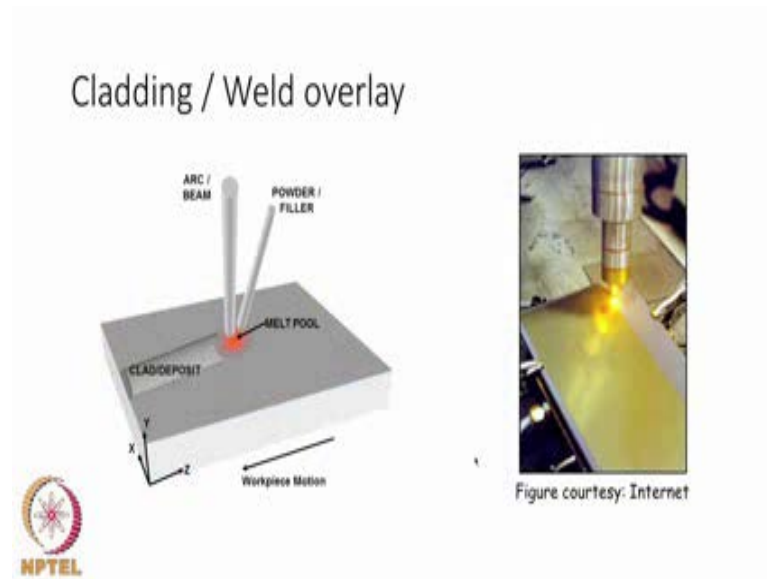 Cladding / Weld overlay
ARC /
BEAM
POWDER /
FILLER
MELT POOL
CLAD/DEPOSIT
Y
X
Z
Workpiece Motion
Figure courtesy: Internet
NPTEL